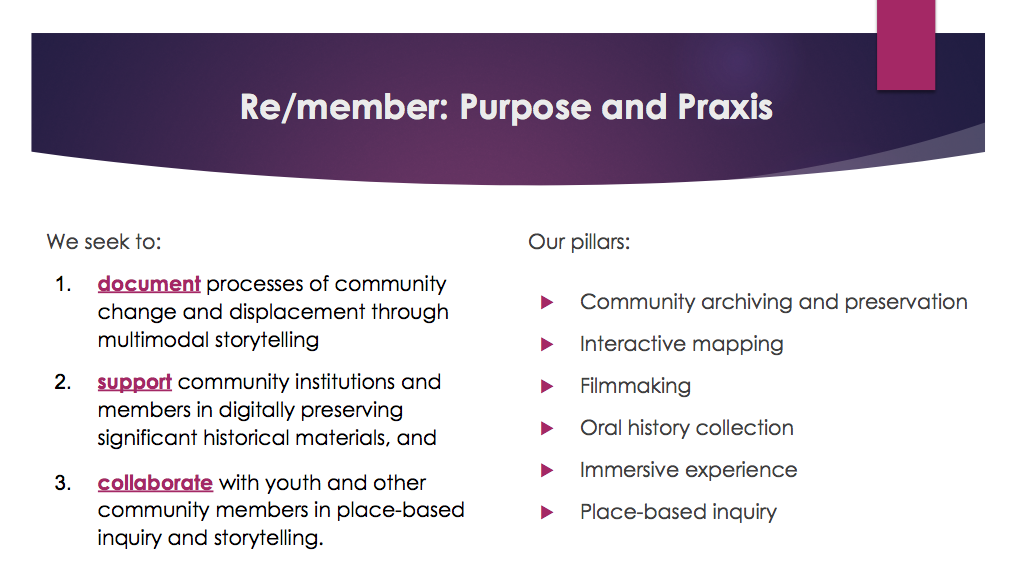 Re/member: Purpose and Praxis
We seek to:
1. document processes of community
change and displacement through
multimodal storytelling
2. support community institutions and
members in digitally preserving
significant historical materials, and
3. collaborate with youth and other
community members in place-based
inquiry and storytelling.
Our pillars:
Community archiving and preservation
Interactive mapping
Filmmaking
Oral history collection
Immersive experience
Place-based inquiry